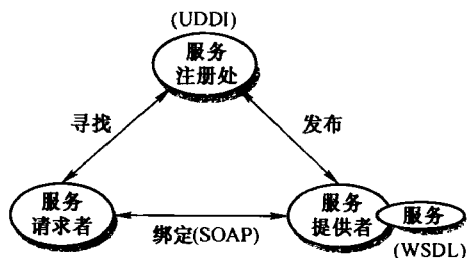 (UDDI)
服务
注册处
寻找
发布
服务
请求者
绑定(SOAP)
服务
提供者
服务
(WSDL)